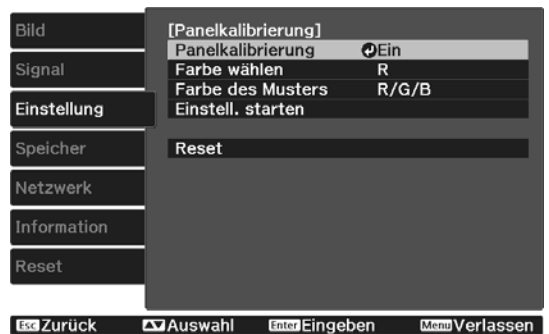 Bild
Signal
Einstellung
Speicher
Netzwerk
Information
Reset
[Panelkalibrierung]
Panelkalibrierung Ein
Farbe wählen R
Farbe des Musters R/G/B
Einstell. starten
Reset
Esc Zurück Auswahl Enter Eingeben Menu Verlassen